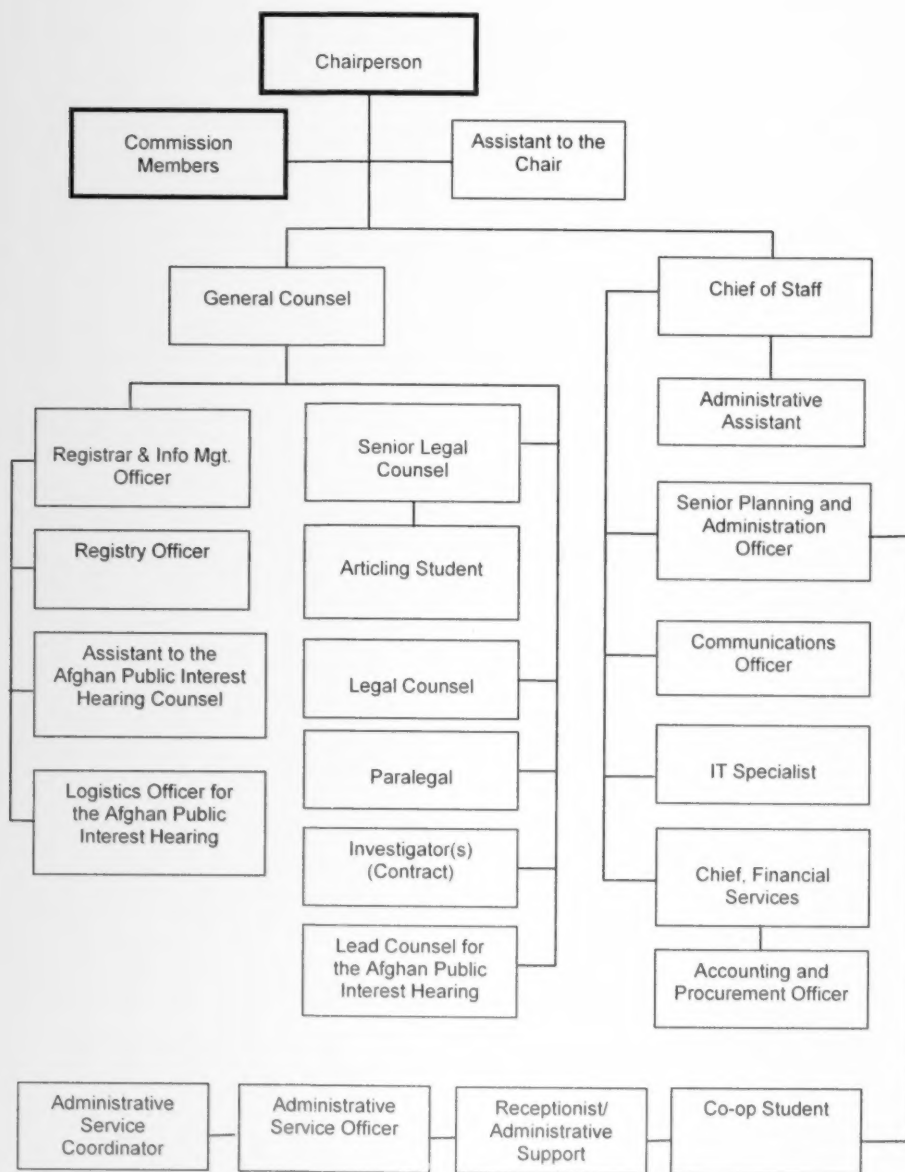 Chairperson
Commission
Members
Assistant to the
Chair
General Counsel
Chief of Staff
Administrative
Assistant
Registrar & Info Mgt.
Officer
Registry Officer
Assistant to the
Afghan Public Interest
Hearing Counsel
Logistics Officer for
the Afghan Public
Interest Hearing
Senior Legal
Counsel
Articling Student
Legal Counsel
Paralegal
Investigator(s)
(Contract)
Lead Counsel for
the Afghan Public
Interest Hearing
Senior Planning and
Administration
Officer
Communications
Officer
IT Specialist
Chief, Financial
Services
Accounting and
Procurement Officer
Administrative
Service
Coordinator
Administrative
Service Officer
Receptionist/
Administrative
Support
Co-op Student